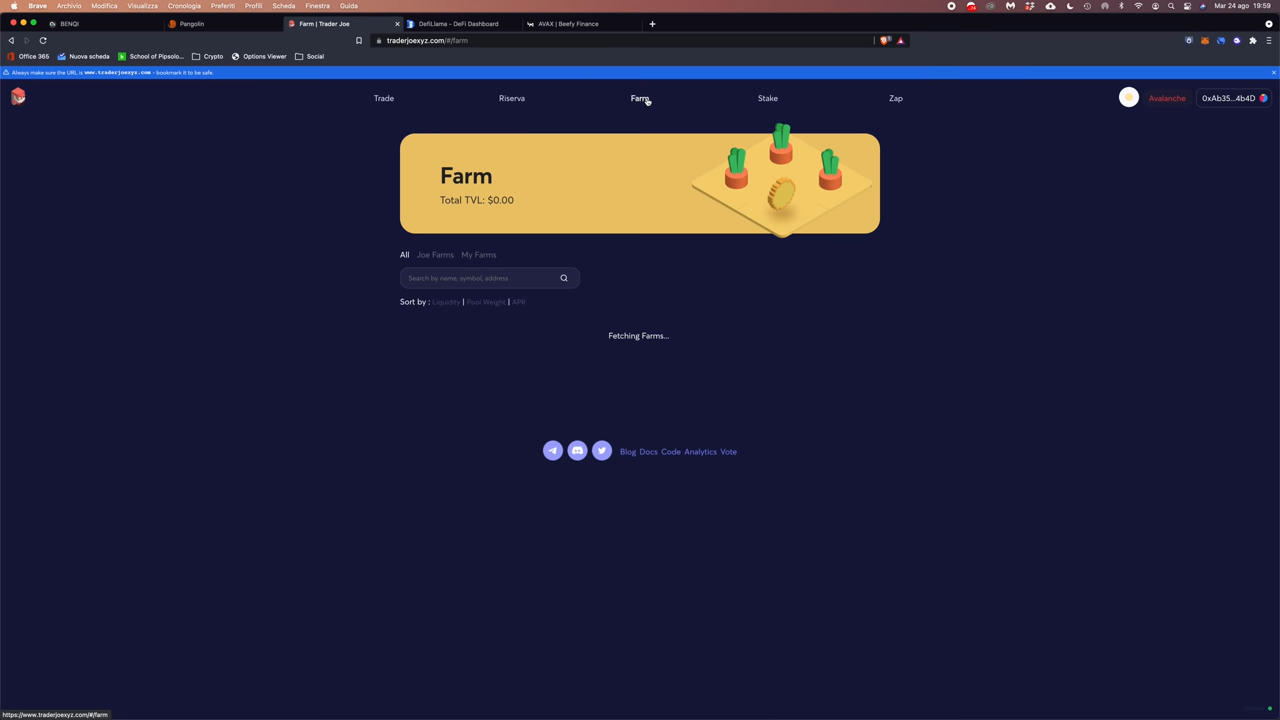 Brave Archivio Modifica Visualizza Cronologia Preferiti Profili Scheda Finestra Guida Mar 24 ago 19:59
BENQI Pangolin Farm | Trader Joe DefiLlama - DeFi Dashboard AVAX | Beefy Finance
traderjoexyz.com/#/farm
Office 365 Nuova scheda School of Pipsolo... Crypto Options Viewer Social
Always make sure the URL is www.traderjoexyz.com - bookmark it to be safe.
Trade Riserva Farm Stake Zap Avalanche 0xAb35...4b4D
Farm
Total TVL: $0.00
All Joe Farms My Farms
Search by name, symbol, address
Sort by : Liquidity | Pool Weight | APR
Fetching Farms...
Blog Docs Code Analytics Vote
https://www.traderjoexyz.com/#/farm